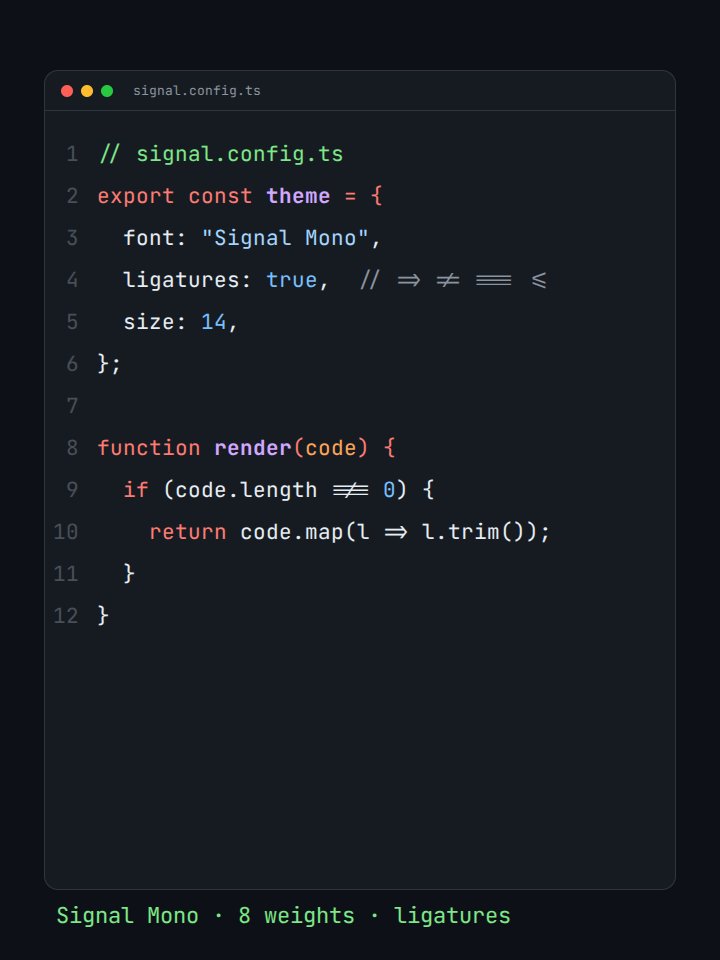 signal.config.ts
1 // signal.config.ts
2 export const theme = {
3   font: "Signal Mono",
4   ligatures: true,  // => != === <=
5   size: 14,
6 };
7
8 function render(code) {
9   if (code.length !== 0) {
10     return code.map(l => l.trim());
11   }
12 }
Signal Mono · 8 weights · ligatures